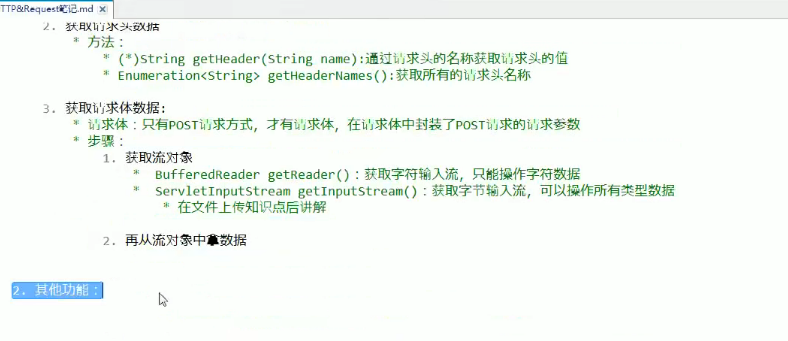 TTP&Request笔记.md
2. 获取请求头数据
* 方法：
* (*)String getHeader(String name):通过请求头的名称获取请求头的值
* Enumeration<String> getHeaderNames():获取所有的请求头名称
3. 获取请求体数据:
* 请求体：只有POST请求方式，才有请求体，在请求体中封装了POST请求的请求参数
* 步骤：
1. 获取流对象
* BufferedReader getReader()：获取字符输入流，只能操作字符数据
* ServletInputStream getInputStream()：获取字节输入流，可以操作所有类型数据
* 在文件上传知识点后讲解
2. 再从流对象中拿数据
2. 其他功能：